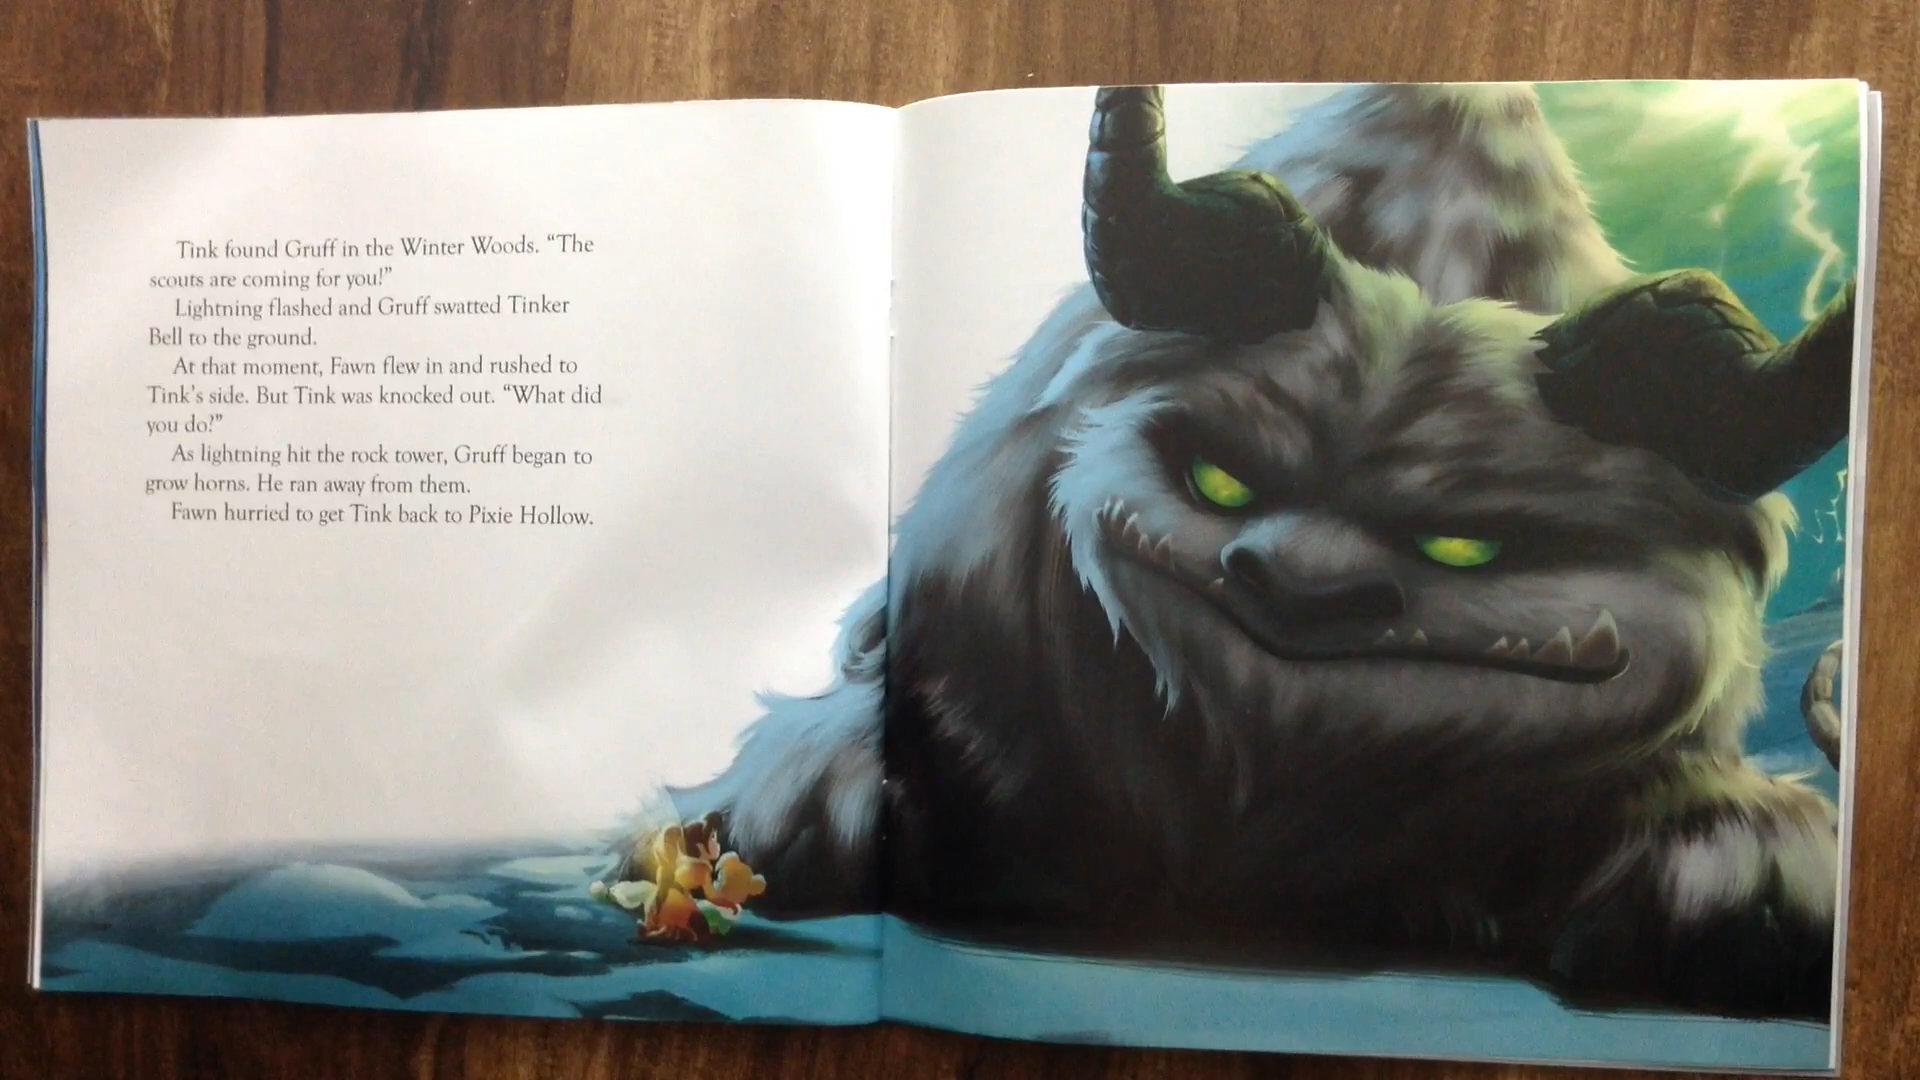 Tink found Gruff in the Winter Woods. “The
scouts are coming for you!”
Lightning flashed and Gruff swatted Tinker
Bell to the ground.
At that moment, Fawn flew in and rushed to
Tink’s side. But Tink was knocked out. “What did
you do?”
As lightning hit the rock tower, Gruff began to
grow horns. He ran away from them.
Fawn hurried to get Tink back to Pixie Hollow.